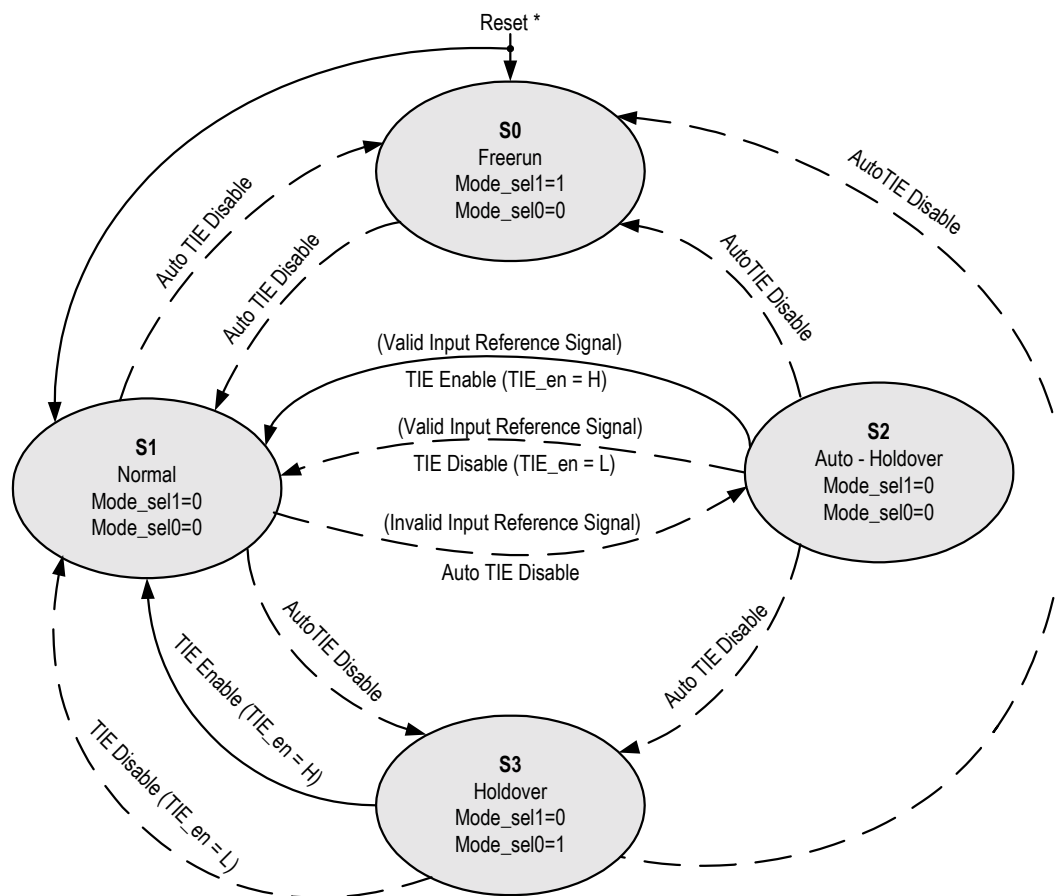 Reset *
S0
Freerun
Mode_sel1=1
Mode_sel0=0
Auto TIE Disable
Auto TIE Disable
AutoTIE Disable
AutoTIE Disable
(Valid Input Reference Signal)
TIE Enable (TIE_en = H)
(Valid Input Reference Signal)
TIE Disable (TIE_en = L)
(Invalid Input Reference Signal)
Auto TIE Disable
S1
Normal
Mode_sel1=0
Mode_sel0=0
S2
Auto - Holdover
Mode_sel1=0
Mode_sel0=0
AutoTIE Disable
Auto TIE Disable
TIE Enable (TIE_en = H)
TIE Disable (TIE_en = L)
S3
Holdover
Mode_sel1=0
Mode_sel0=1